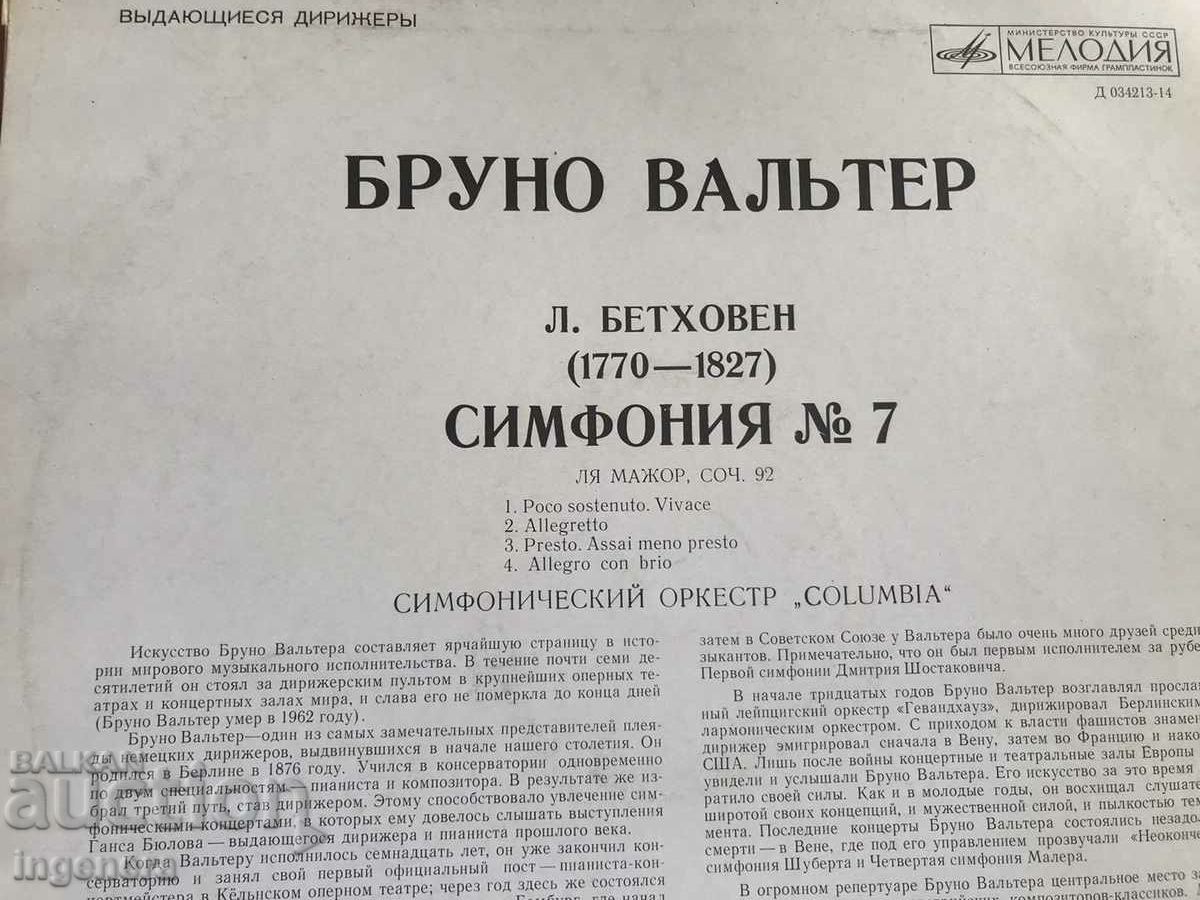 ВЫДАЮЩИЕСЯ ДИРИЖЕРЫ
МИНИСТЕРСТВО КУЛЬТУРЫ СССР
МЕЛОДИЯ
ВСЕСОЮЗНАЯ ФИРМА ГРАМПЛАСТИНОК
Д 034213-14
БРУНО ВАЛЬТЕР
Л. БЕТХОВЕН
(1770—1827)
СИМФОНИЯ № 7
ЛЯ МАЖОР, СОЧ. 92
1. Poco sostenuto. Vivace
2. Allegretto
3. Presto. Assai meno presto
4. Allegro con brio
СИМФОНИЧЕСКИЙ ОРКЕСТР „COLUMBIA“
Искусство Бруно Вальтера составляет ярчайшую страницу в исто-
рии мирового музыкального исполнительства. В течение почти семи де-
сятилетий он стоял за дирижерским пультом в крупнейших оперных те-
атрах и концертных залах мира, и слава его не померкла до конца дней
(Бруно Вальтер умер в 1962 году).
Бруно Вальтер—один из самых замечательных представителей плея-
ды немецких дирижеров, выдвинувшихся в начале нашего столетия. Он
родился в Берлине в 1876 году. Учился в консерватории одновременно
по двум специальностям — пианиста и композитора. В результате же из-
брал третий путь, став дирижером. Этому способствовало увлечение сим-
фоническими концертами, в которых ему довелось слышать выступления
Ганса Бюлова—выдающегося дирижера и пианиста прошлого века.
Когда Вальтеру исполнилось семнадцать лет, он уже закончил кон-
серваторию и занял свой первый официальный пост—пианиста-кон-
цертмейстера в Кёльнском оперном театре; через год здесь же состоялся
где начал
затем в Советском Союзе у Вальтера было очень много друзей среди
зыкантов. Примечательно, что он был первым исполнителем за рубе
Первой симфонии Дмитрия Шостаковича.
В начале тридцатых годов Бруно Вальтер возглавлял прослав
ный лейпцигский оркестр «Гевандхауз», дирижировал Берлинским
лармоническим оркестром. С приходом к власти фашистов знамен
дирижер эмигрировал сначала в Вену, затем во Францию и након
США. Лишь после войны концертные и театральные залы Европы
увидели и услышали Бруно Вальтера. Его искусство за это время
ратило своей силы. Как и в молодые годы, он восхищал слушате
широтой своих концепций, и мужественной силой, и пылкостью тем
мента. Последние концерты Бруно Вальтера состоялись незадо
смерти—в Вене, где под его управлением прозвучали «Неоконче
симфония Шуберта и Четвертая симфония Малера.
В огромном репертуаре Бруно Вальтера центральное место за
композиторов-классиков.
BALKAN
auction
ingenera